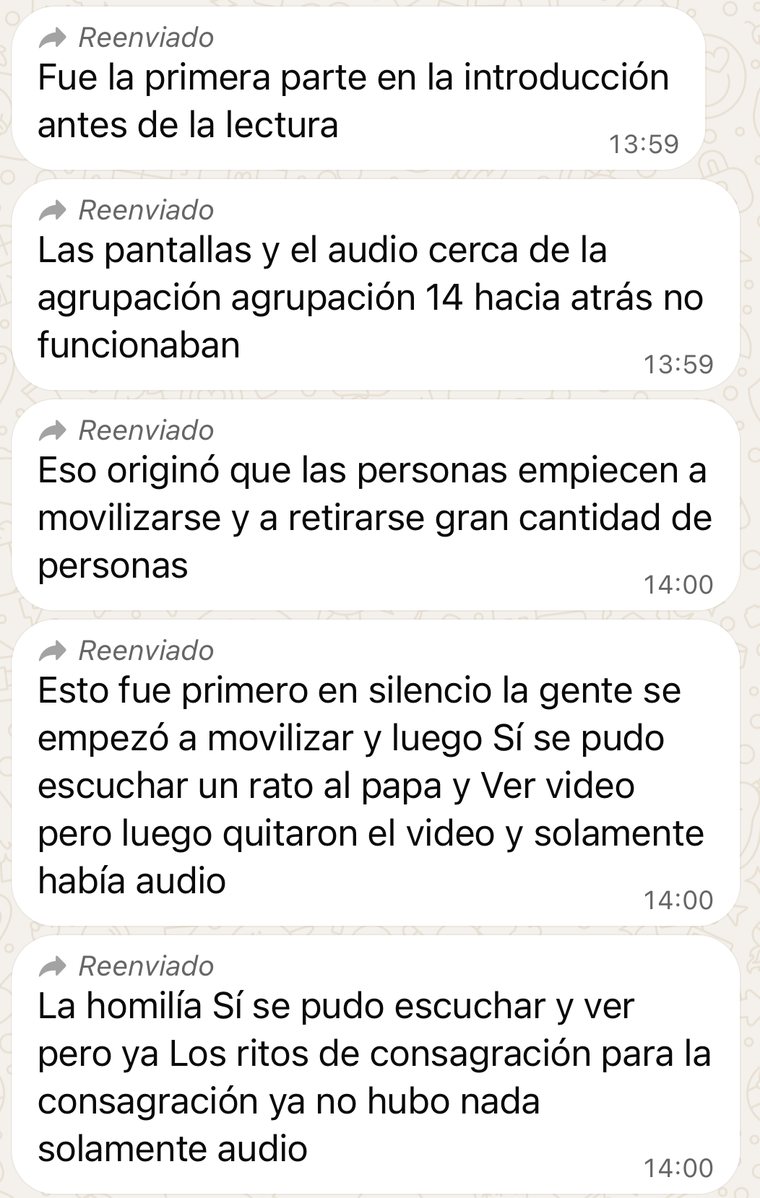 Reenviado
Fue la primera parte en la introducción
antes de la lectura
13:59
Reenviado
Las pantallas y el audio cerca de la
agrupación agrupación 14 hacia atrás no
funcionaban
13:59
Reenviado
Eso originó que las personas empiecen a
movilizarse y a retirarse gran cantidad de
personas
14:00
Reenviado
Esto fue primero en silencio la gente se
empezó a movilizar y luego Sí se pudo
escuchar un rato al papa y Ver video
pero luego quitaron el video y solamente
había audio
14:00
Reenviado
La homilía Sí se pudo escuchar y ver
pero ya Los ritos de consagración para la
consagración ya no hubo nada
solamente audio
14:00